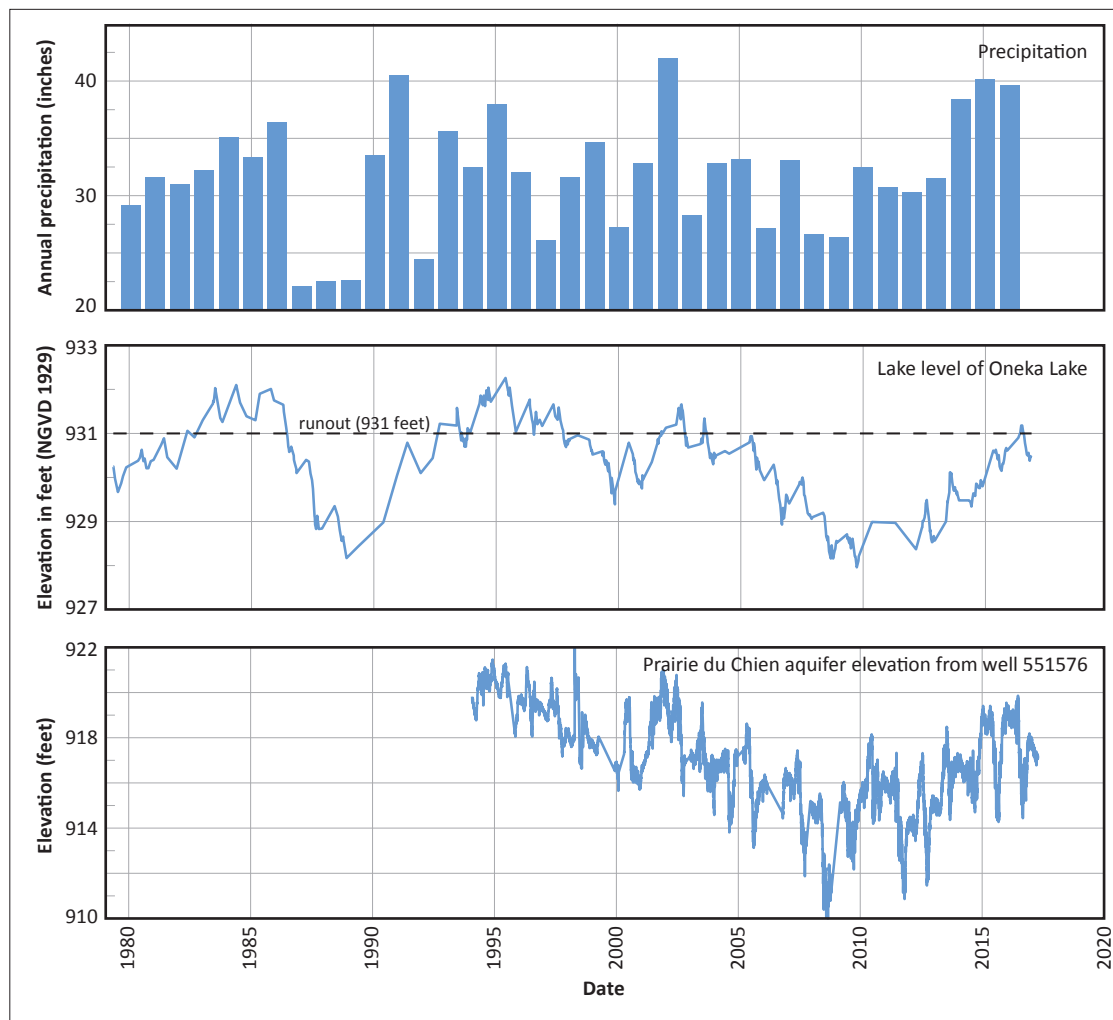 Precipitation
Annual precipitation (inches)
40
30
20
Lake level of Oneka Lake
Elevation in feet (NGVD 1929)
933
931
929
927
runout (931 feet)
Prairie du Chien aquifer elevation from well 551576
Elevation (feet)
922
918
914
910
1980
1985
1990
1995
2000
2005
2010
2015
2020
Date